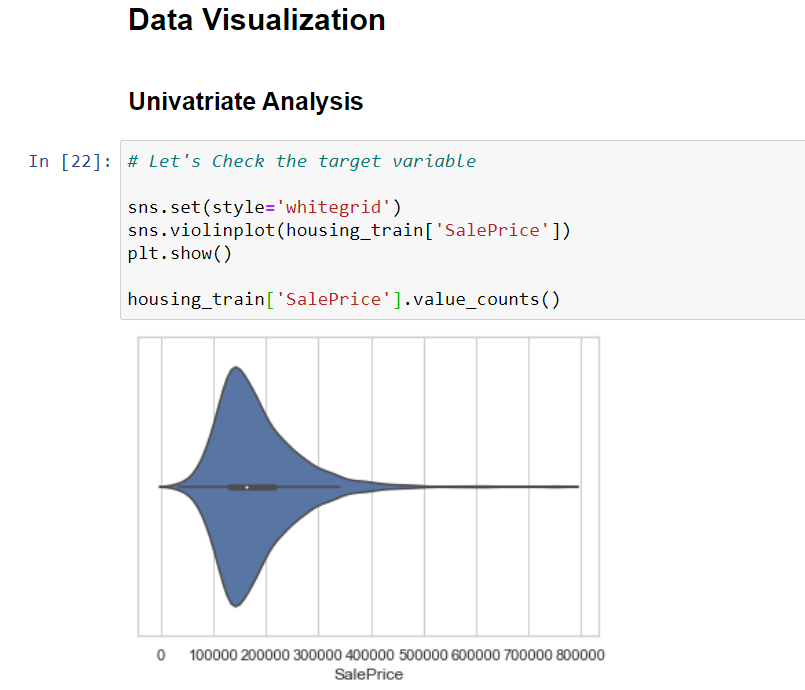 Data Visualization
Univatriate Analysis
In [22]:
# Let's Check the target variable
sns.set(style='whitegrid')
sns.violinplot(housing_train['SalePrice'])
plt.show()
housing_train['SalePrice'].value_counts()
0 100000 200000 300000 400000 500000 600000 700000 800000
SalePrice